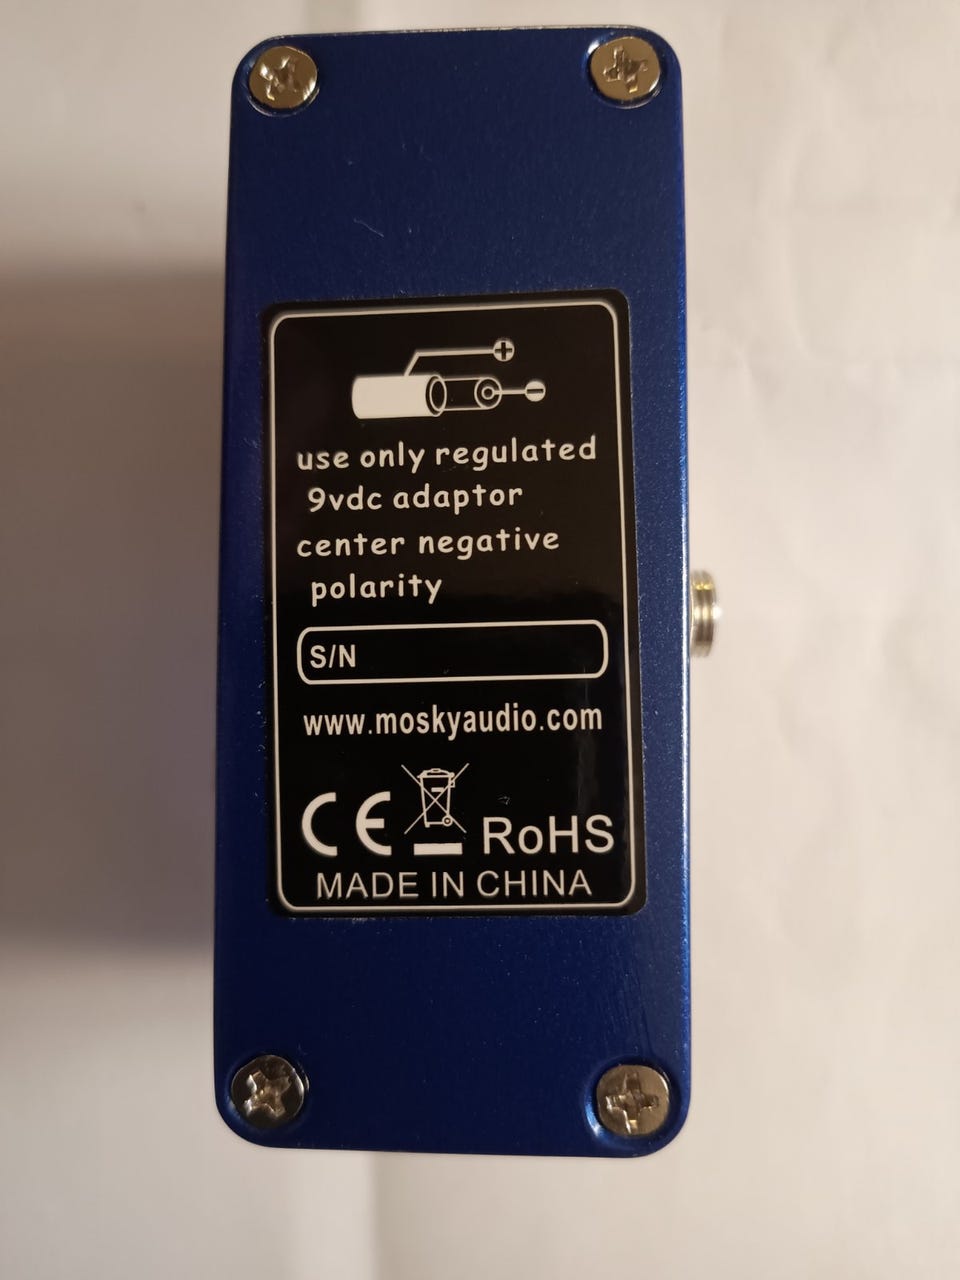 use only regulated
9vdc adaptor
center negative
polarity
S/N
www.moskyaudio.com
CE RoHS
MADE IN CHINA